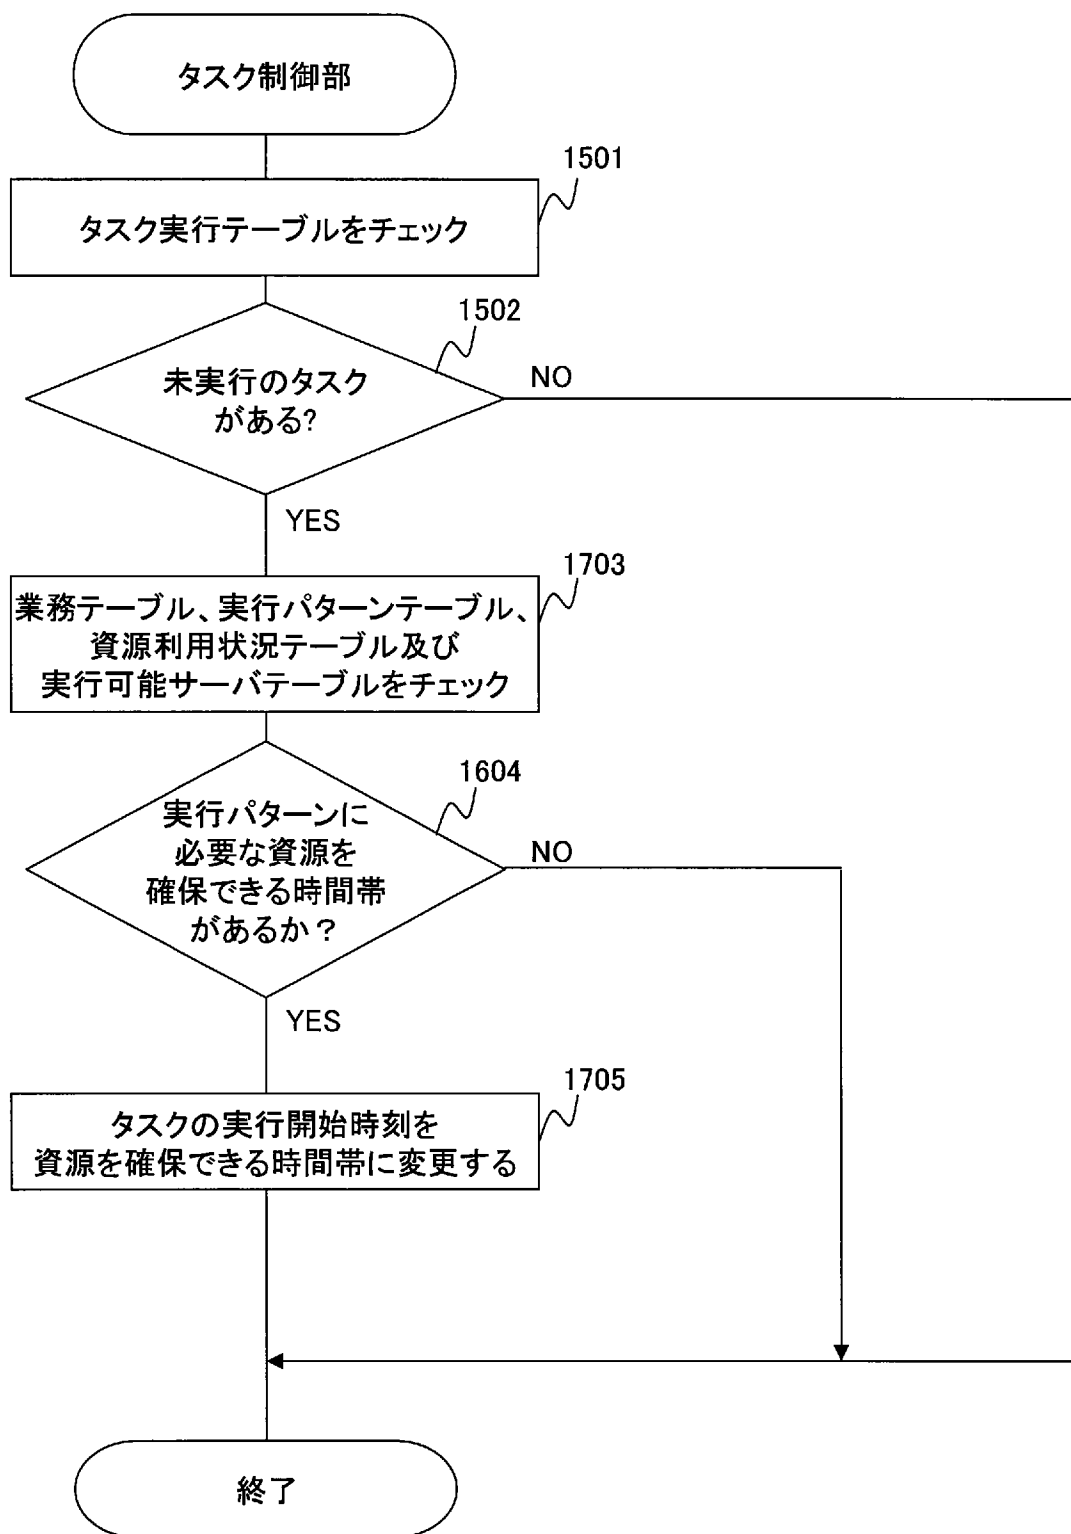 タスク制御部
1501
タスク実行テーブルをチェック
1502
未実行のタスク
がある?
NO
YES
1703
業務テーブル、実行パターンテーブル、
資源利用状況テーブル及び
実行可能サーバテーブルをチェック
1604
実行パターンに
必要な資源を
確保できる時間帯
があるか？
NO
YES
1705
タスクの実行開始時刻を
資源を確保できる時間帯に変更する
終了